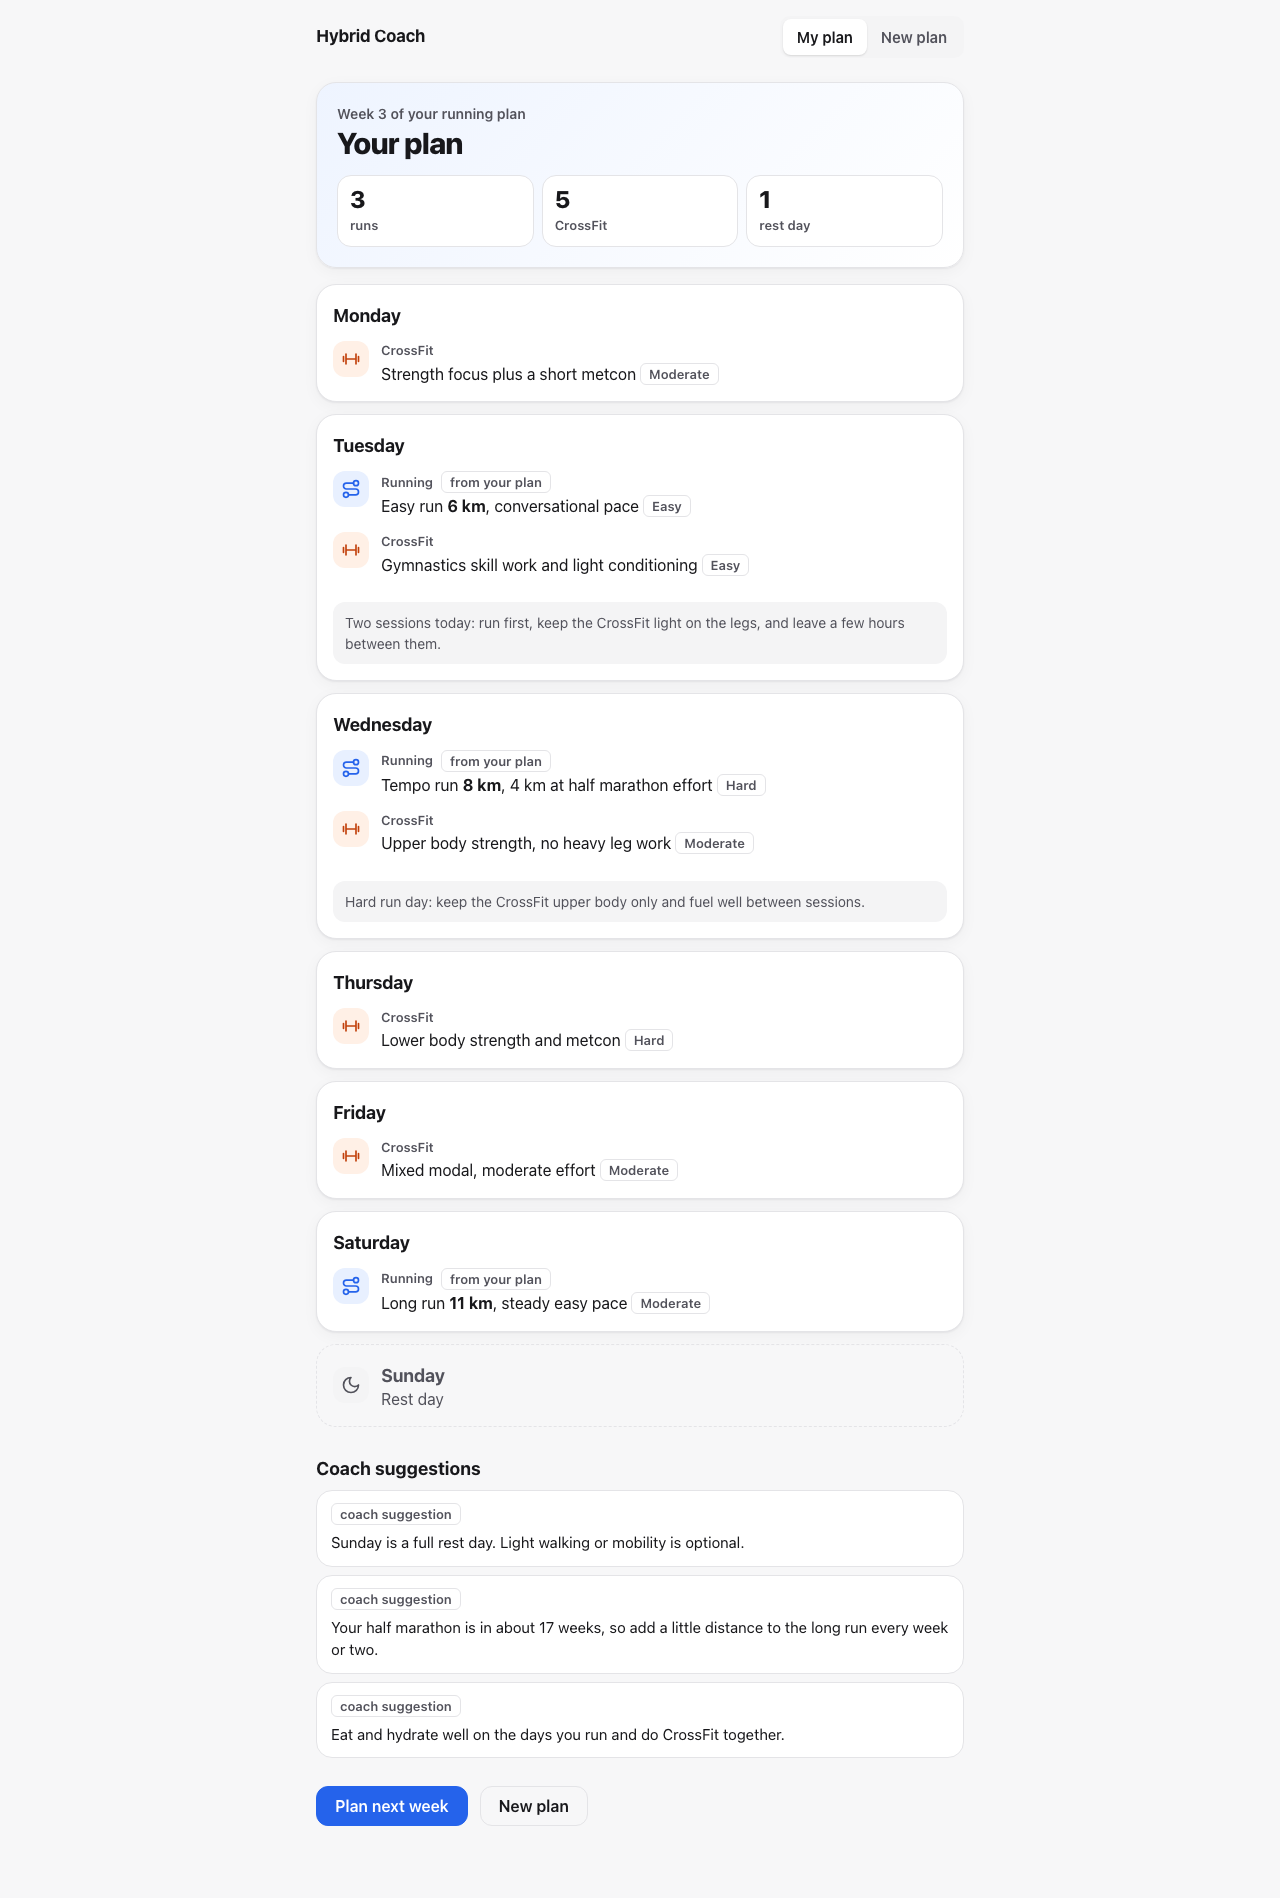 Hybrid Coach
My plan
New plan
Week 3 of your running plan
Your plan
3
runs
5
CrossFit
1
rest day
Monday
CrossFit
Strength focus plus a short metcon Moderate
Tuesday
Running from your plan
Easy run 6 km, conversational pace Easy
CrossFit
Gymnastics skill work and light conditioning Easy
Two sessions today: run first, keep the CrossFit light on the legs, and leave a few hours
between them.
Wednesday
Running from your plan
Tempo run 8 km, 4 km at half marathon effort Hard
CrossFit
Upper body strength, no heavy leg work Moderate
Hard run day: keep the CrossFit upper body only and fuel well between sessions.
Thursday
CrossFit
Lower body strength and metcon Hard
Friday
CrossFit
Mixed modal, moderate effort Moderate
Saturday
Running from your plan
Long run 11 km, steady easy pace Moderate
Sunday
Rest day
Coach suggestions
coach suggestion
Sunday is a full rest day. Light walking or mobility is optional.
coach suggestion
Your half marathon is in about 17 weeks, so add a little distance to the long run every week
or two.
coach suggestion
Eat and hydrate well on the days you run and do CrossFit together.
Plan next week
New plan